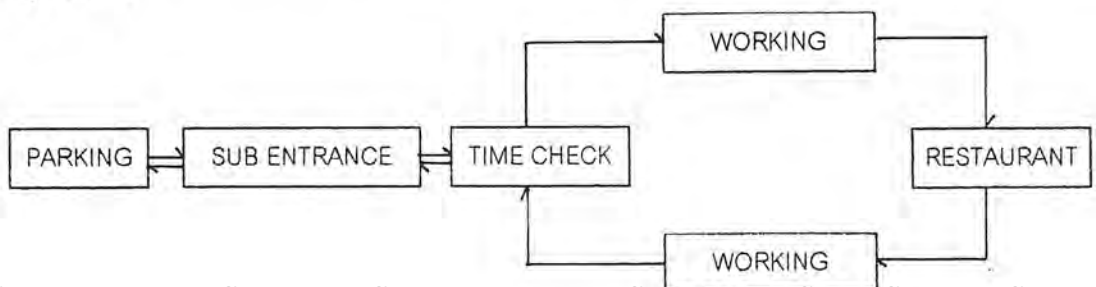 WORKING
PARKING
SUB ENTRANCE
TIME CHECK
RESTAURANT
WORKING